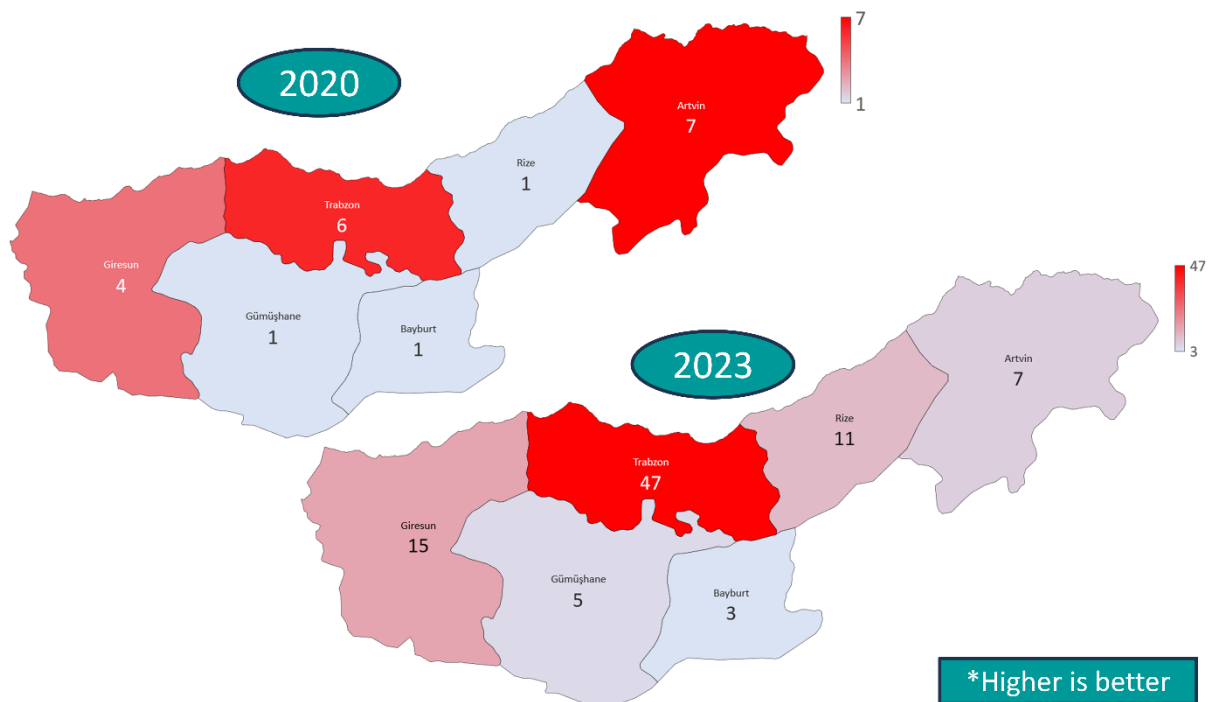 2020
7
1
Artvin
7
Rize
1
Trabzon
6
Giresun
4
Gümüşhane
1
Bayburt
1
2023
47
3
Artvin
7
Rize
11
Trabzon
47
Giresun
15
Gümüşhane
5
Bayburt
3
*Higher is better